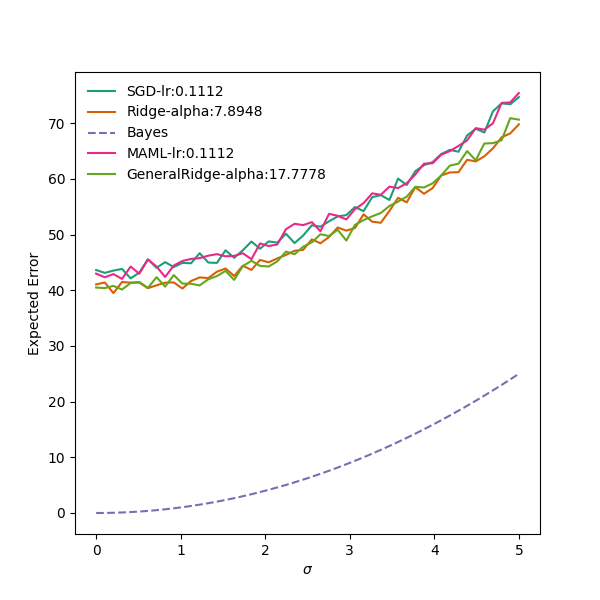 SGD-lr:0.1112
Ridge-alpha:7.8948
Bayes
MAML-lr:0.1112
GeneralRidge-alpha:17.7778
Expected Error
70
60
50
40
30
20
10
0
0 1 2 3 4 5
σ